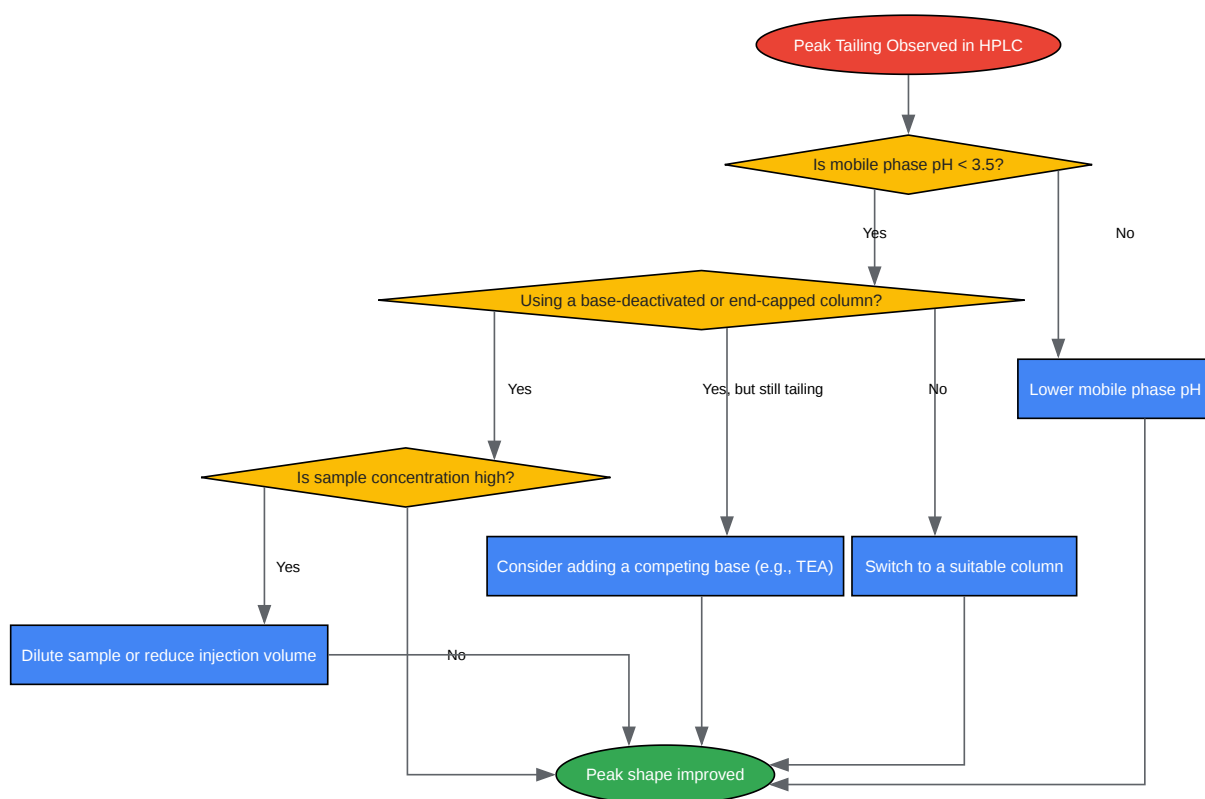 Peak Tailing Observed in HPLC
Is mobile phase pH < 3.5?
Yes
No
Using a base-deactivated or end-capped column?
Yes
Yes, but still tailing
No
Lower mobile phase pH
Is sample concentration high?
Yes
Consider adding a competing base (e.g., TEA)
Switch to a suitable column
Dilute sample or reduce injection volume
No
Peak shape improved